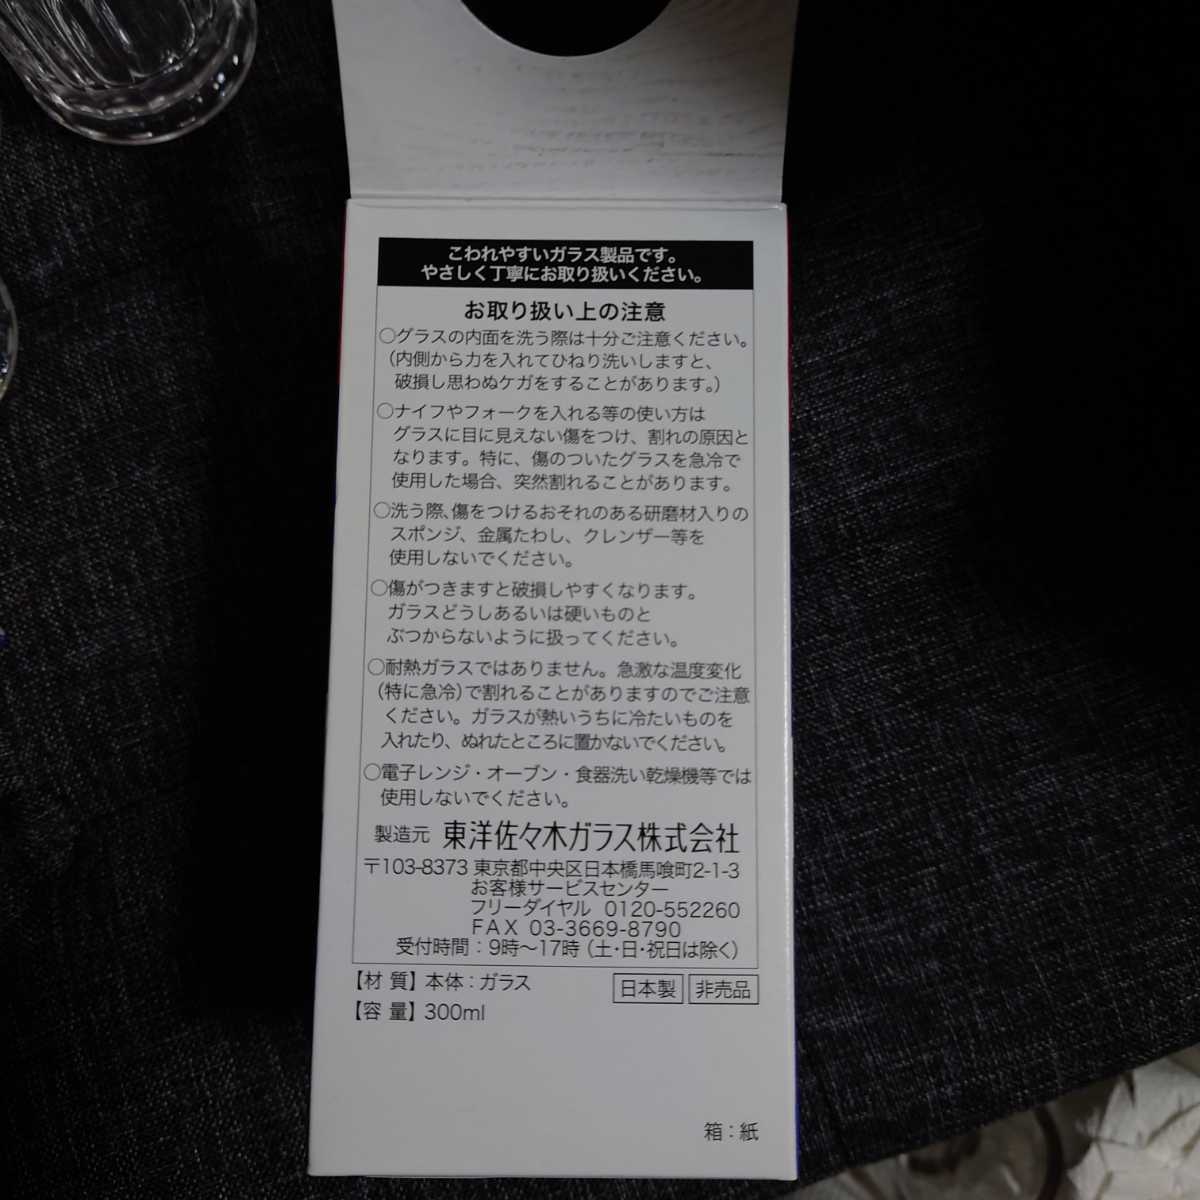 こわれやすいガラス製品です。
やさしく丁寧にお取り扱いください。
お取り扱い上の注意
○グラスの内面を洗う際は十分ご注意ください。
（内側から力を入れてひねり洗いしますと、
破損し思わぬケガをすることがあります。）
○ナイフやフォークを入れる等の使い方は
グラスに目に見えない傷をつけ、割れの原因と
なります。特に、傷のついたグラスを急冷で
使用した場合、突然割れることがあります。
○洗う際、傷をつけるおそれのある研磨材入りの
スポンジ、金属たわし、クレンザー等を
使用しないでください。
○傷がつきますと破損しやすくなります。
ガラスどうしあるいは硬いものと
ぶつからないように扱ってください。
○耐熱ガラスではありません。急激な温度変化
（特に急冷）で割れることがありますのでご注意
ください。ガラスが熱いうちに冷たいものを
入れたり、ぬれたところに置かないでください。
○電子レンジ・オーブン・食器洗い乾燥機等では
使用しないでください。
製造元 東洋佐々木ガラス株式会社
〒103-8373 東京都中央区日本橋馬喰町2-1-3
お客様サービスセンター
フリーダイヤル 0120-552260
FAX 03-3669-8790
受付時間：9時〜17時（土・日・祝日は除く）
【材 質】本体：ガラス 日本製 非売品
【容 量】300ml
箱：紙